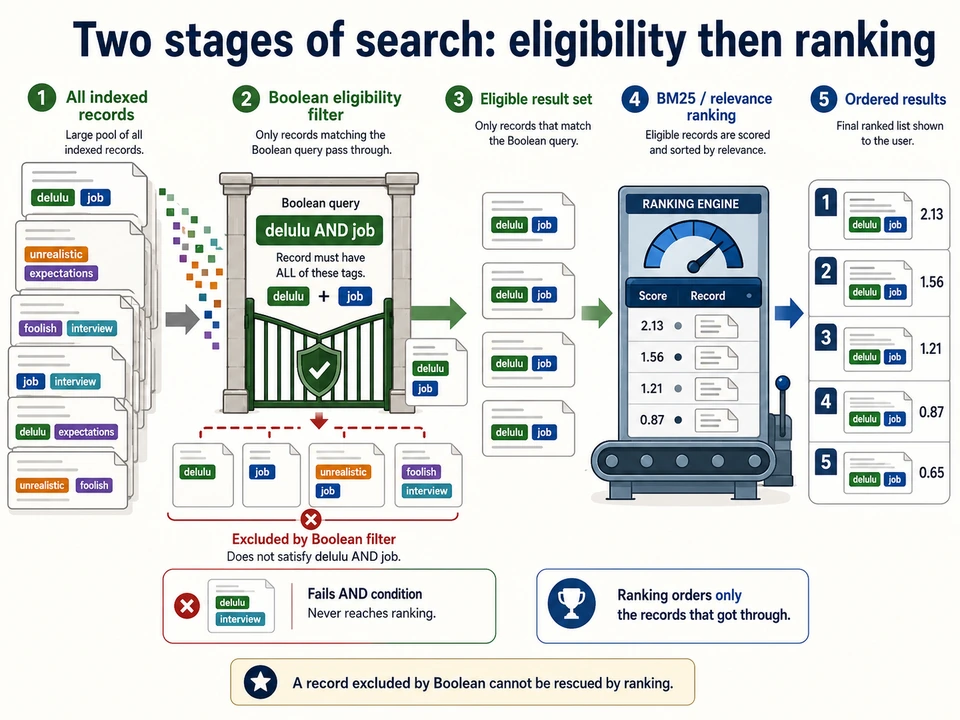 Two stages of search: eligibility then ranking
1 All indexed
records
Large pool of all
indexed records.
delulu job
unrealistic
expectations
foolish interview
job interview
delulu expectations
unrealistic foolish
2 Boolean eligibility
filter
Only records matching the
Boolean query pass through.
Boolean query
delulu AND job
Record must have
ALL of these tags.
delulu + job
delulu
job
delulu
job
unrealistic
job
foolish
interview
Excluded by Boolean filter
Does not satisfy delulu AND job.
3 Eligible result set
Only records that match
the Boolean query.
delulu job
delulu job
delulu job
delulu job
4 BM25 / relevance
ranking
Eligible records are scored
and sorted by relevance.
RANKING ENGINE
Score Record
2.13
1.56
1.21
0.87
5 Ordered results
Final ranked list shown
to the user.
1 delulu job 2.13
2 delulu job 1.56
3 delulu job 1.21
4 delulu job 0.87
5 delulu job 0.65
delulu
interview
Fails AND condition
Never reaches ranking.
Ranking orders only
the records that got through.
A record excluded by Boolean cannot be rescued by ranking.